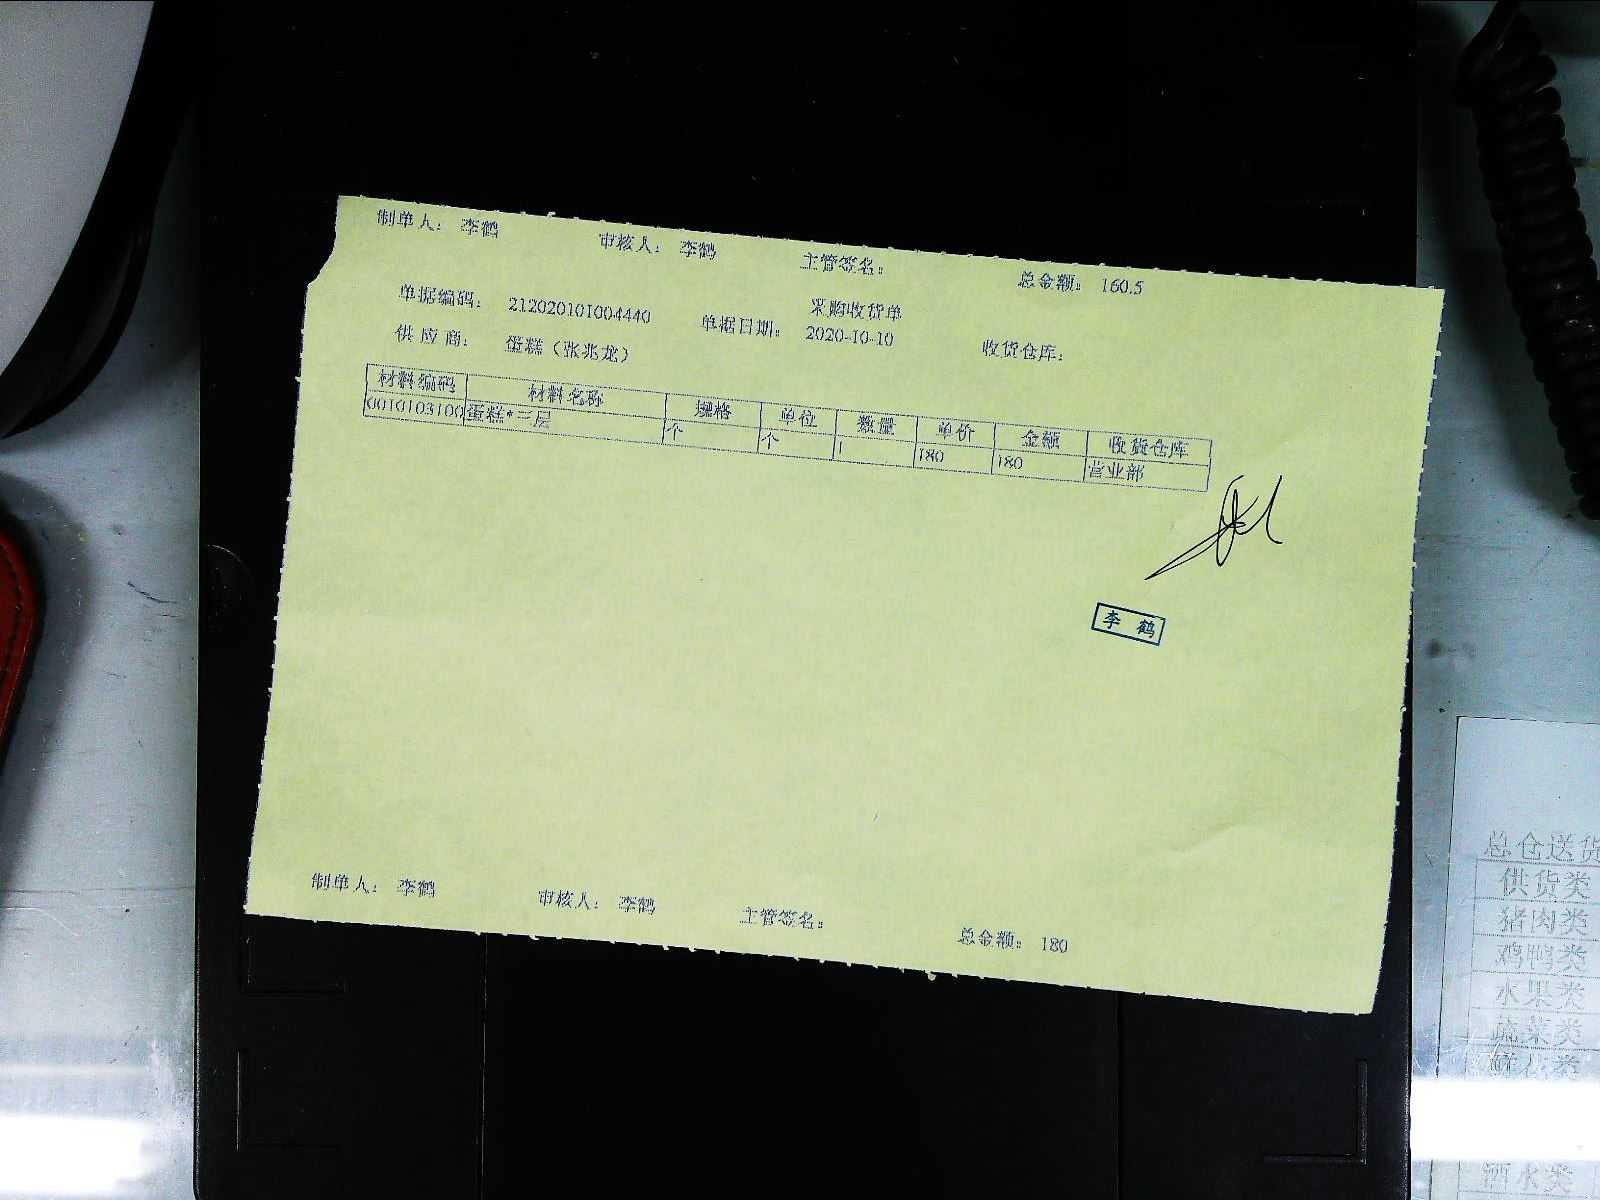 制单人: 李鹤 审核人: 李鹤 主管签名: 总金额: 160.5
采购收货单
单据编码: 212020101004440 单据日期: 2020-10-10 收货仓库:
供应商: 蛋糕(张兆龙)
材料编码 材料名称 规格 单位 数量 单价 金额 收货仓库
0010103100 蛋糕*三层 个 个 1 180 180 营业部
李鹤
制单人: 李鹤 审核人: 李鹤 主管签名: 总金额: 180
总仓送货
供货类
猪肉类
鸡鸭类
水果类
蔬菜类
酒水类